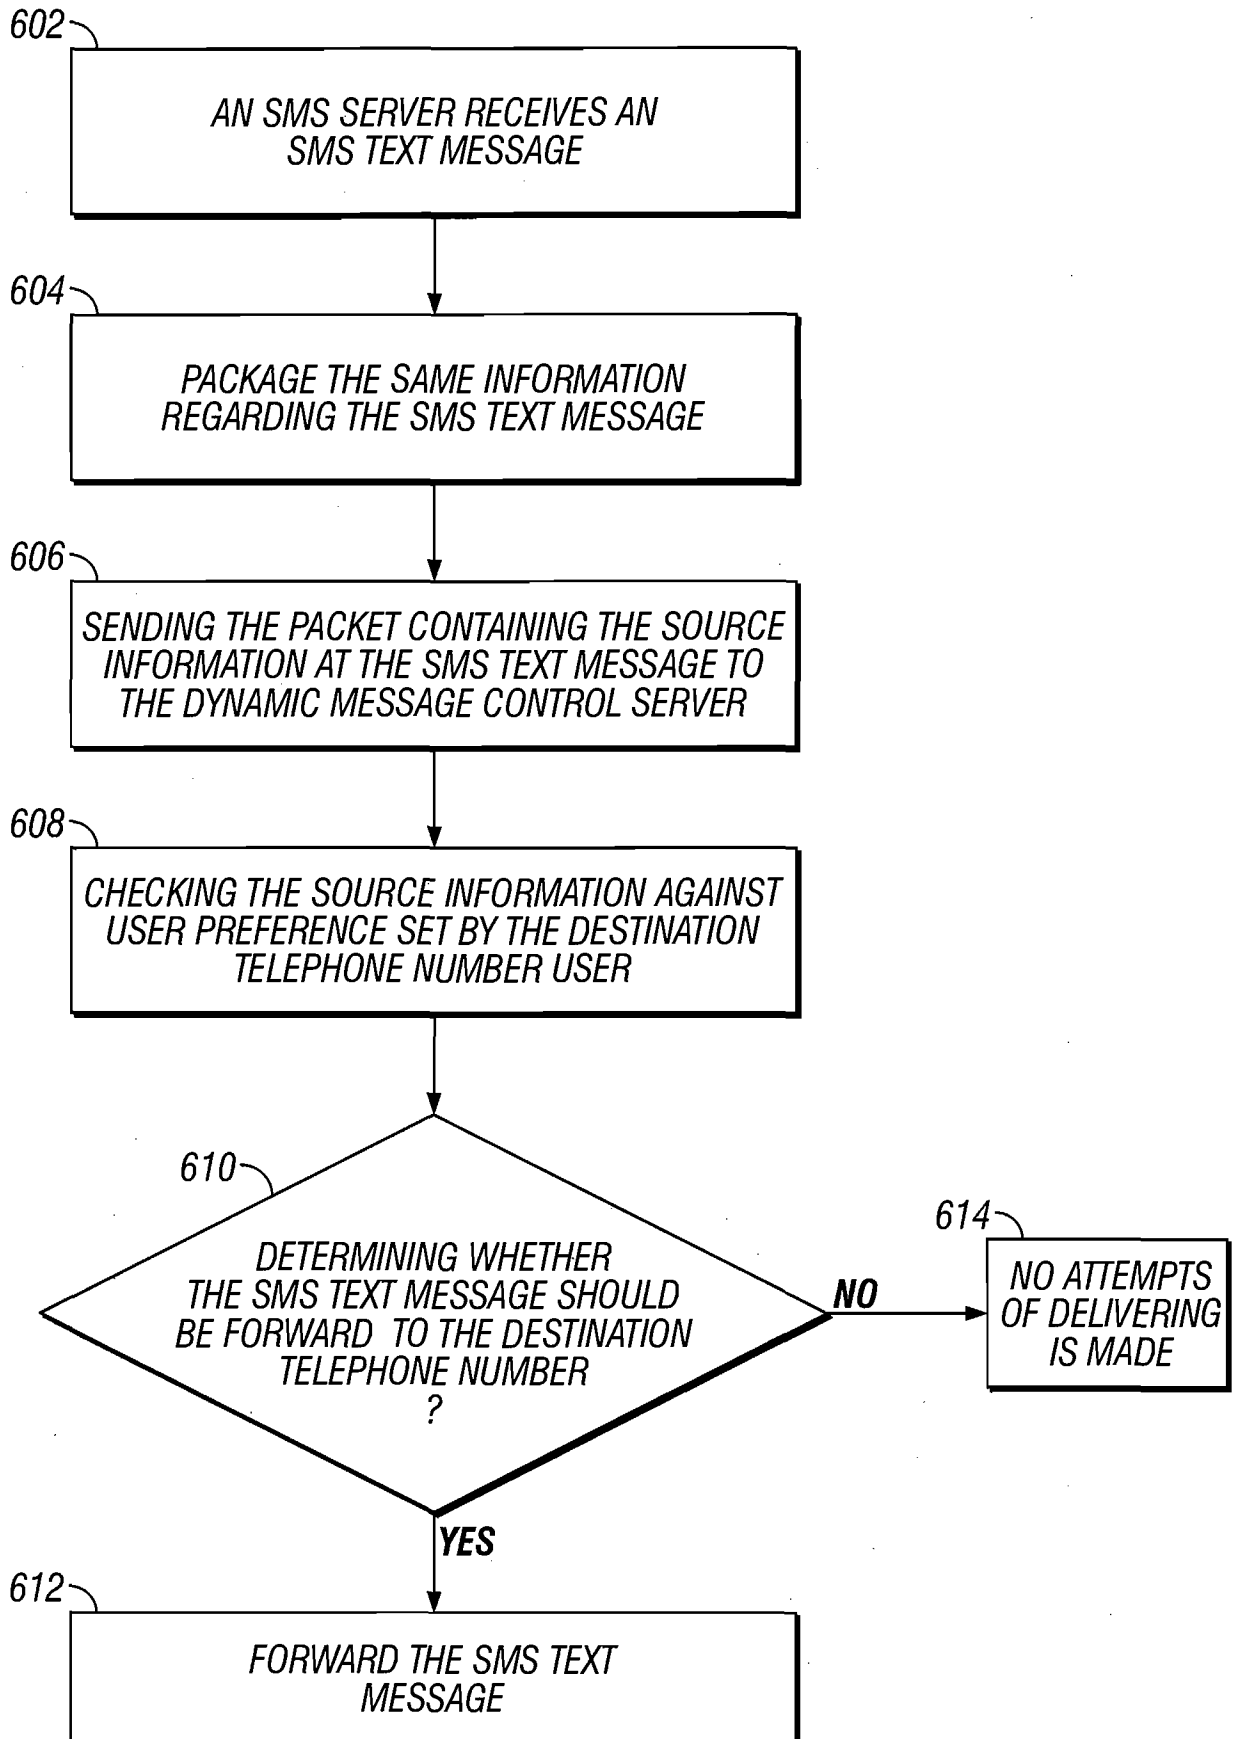 602
AN SMS SERVER RECEIVES AN
SMS TEXT MESSAGE
604
PACKAGE THE SAME INFORMATION
REGARDING THE SMS TEXT MESSAGE
606
SENDING THE PACKET CONTAINING THE SOURCE
INFORMATION AT THE SMS TEXT MESSAGE TO
THE DYNAMIC MESSAGE CONTROL SERVER
608
CHECKING THE SOURCE INFORMATION AGAINST
USER PREFERENCE SET BY THE DESTINATION
TELEPHONE NUMBER USER
610
DETERMINING WHETHER
THE SMS TEXT MESSAGE SHOULD
BE FORWARD TO THE DESTINATION
TELEPHONE NUMBER
?
NO
614
NO ATTEMPTS
OF DELIVERING
IS MADE
YES
612
FORWARD THE SMS TEXT
MESSAGE